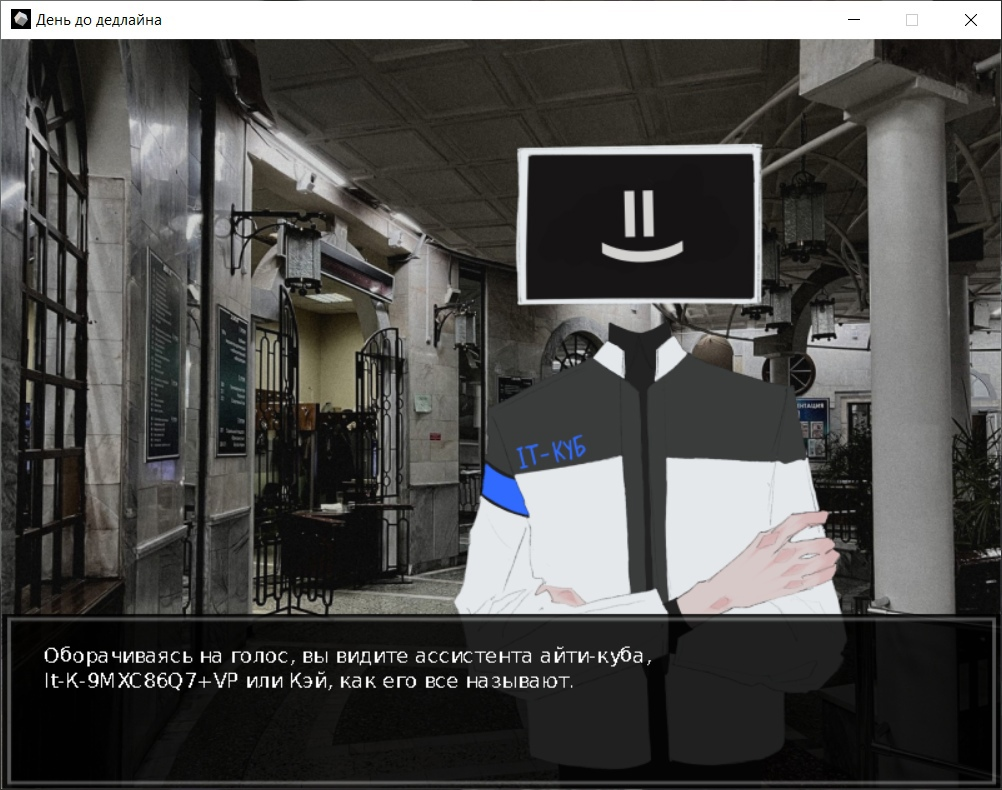 День до дедлайна
ЕНТАЦИЯ
IT-КУБ
Оборачиваясь на голос, вы видите ассистента айти-куба,
It-K-9MXC86Q7+VP или Кэй, как его все называют.